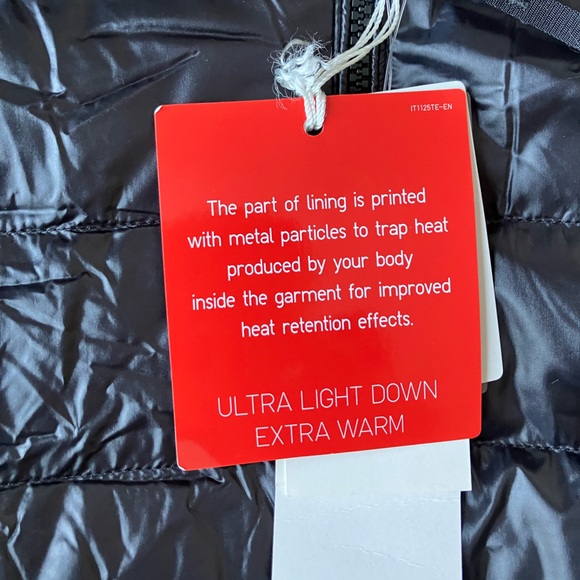 IT1125TE-EN
The part of lining is printed
with metal particles to trap heat
produced by your body
inside the garment for improved
heat retention effects.
ULTRA LIGHT DOWN
EXTRA WARM